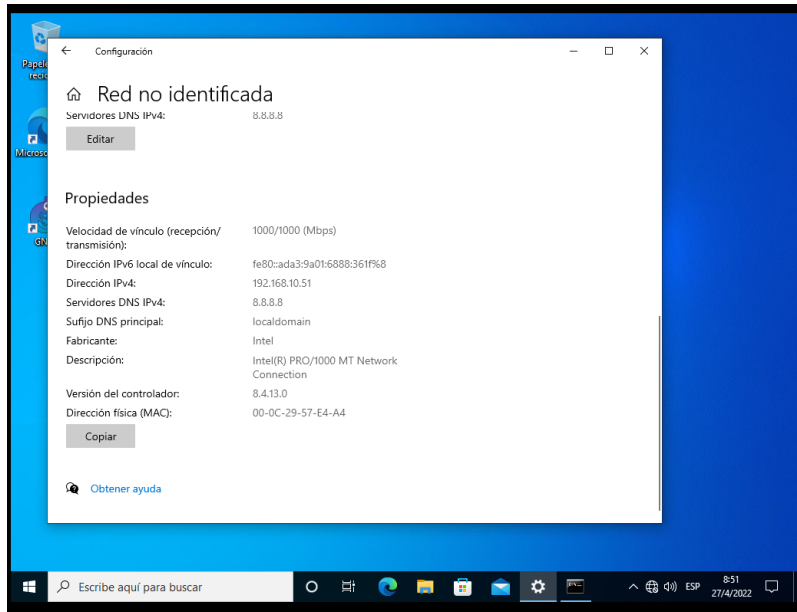 Papele
recic
Microso
GN
Configuración
Red no identificada
Servidores DNS IPv4: 8.8.8.8
Editar
Propiedades
Velocidad de vínculo (recepción/ 1000/1000 (Mbps)
transmisión):
Dirección IPv6 local de vínculo: fe80::ada3:9a01:6888:361f%8
Dirección IPv4: 192.168.10.51
Servidores DNS IPv4: 8.8.8.8
Sufijo DNS principal: localdomain
Fabricante: Intel
Descripción: Intel(R) PRO/1000 MT Network
Connection
Versión del controlador: 8.4.13.0
Dirección física (MAC): 00-0C-29-57-E4-A4
Copiar
Obtener ayuda
Escribe aquí para buscar
ESP
8:51
27/4/2022